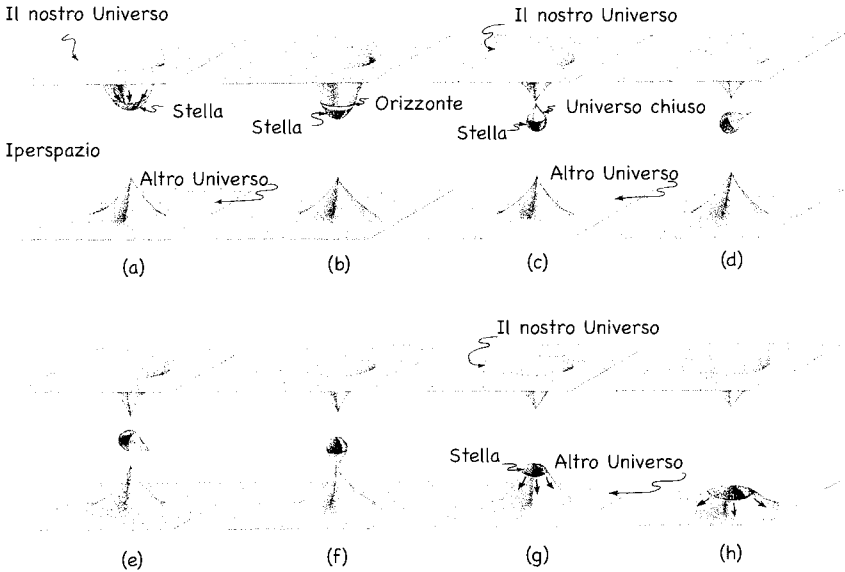 Il nostro Universo
Il nostro Universo
Stella
Orizzonte
Stella
Universo chiuso
Stella
Iperspazio
Altro Universo
Altro Universo
(a)
(b)
(c)
(d)
Il nostro Universo
Stella
Altro Universo
(e)
(f)
(g)
(h)